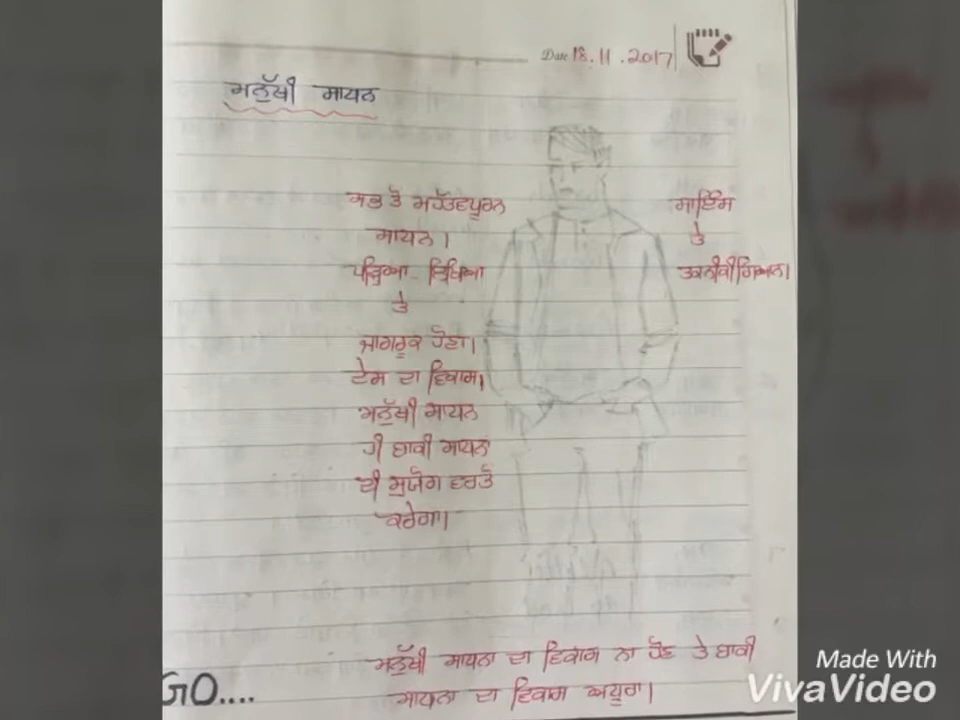 Date 18.11.2017
ਮਨੁੱਖੀ ਸਾਧਨ
ਸਭ ਤੋਂ ਮਹੱਤਵਪੂਰਨ
ਸਾਧਨ।
ਪੜ੍ਹਿਆ-ਲਿਖਿਆ
ਤੇ
ਜਾਗਰੂਕ ਹੋਣਾ।
ਦੇਸ਼ ਦਾ ਵਿਕਾਸ।
ਮਨੁੱਖੀ ਸਾਧਨ
ਹੀ ਬਾਕੀ ਸਾਧਨਾਂ
ਦੀ ਸੁਯੋਗ ਵਰਤੋਂ
ਕਰੇਗਾ।
ਸਾਇੰਸ
ਤੇ
ਤਕਨੀਕੀ ਗਿਆਨ।
ਮਨੁੱਖੀ ਸਾਧਨਾਂ ਦਾ ਵਿਕਾਸ ਨਾ ਹੋਣ ਤੇ ਬਾਕੀ
ਸਾਧਨਾਂ ਦਾ ਵਿਕਾਸ ਅਧੂਰਾ।
GO....
Made With
VivaVideo